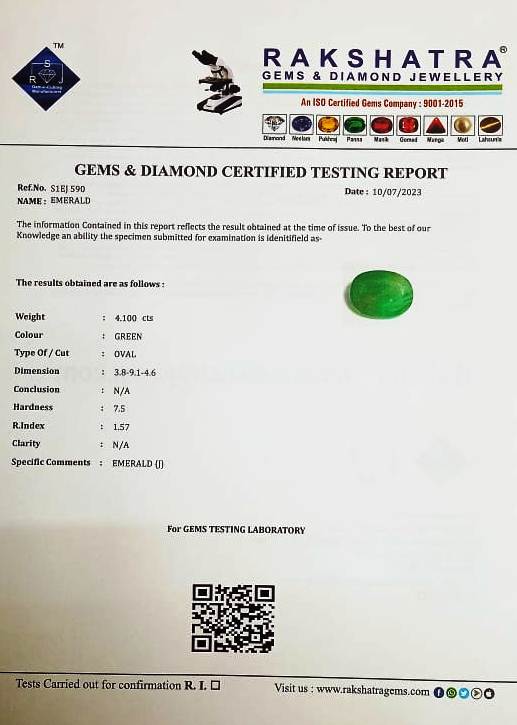 TM
R S J
Gem-n-Cutting
Manufacturers
RAKSHATRA®
GEMS & DIAMOND JEWELLERY
An ISO Certified Gems Company : 9001-2015
Diamond Neelam Pukhraj Panna Manik Gomed Munga Moti Lahsunia
GEMS & DIAMOND CERTIFIED TESTING REPORT
Ref.No. S1EJ 590
Date : 10/07/2023
NAME : EMERALD
The information Contained in this report reflects the result obtained at the time of issue. To the best of our
Knowledge an ability the specimen submitted for examination is idenitifield as-
The results obtained are as follows :
Weight : 4.100 cts
Colour : GREEN
Type Of / Cut : OVAL
Dimension : 3.8-9.1-4.6
Conclusion : N/A
Hardness : 7.5
R.Index : 1.57
Clarity : N/A
Specific Comments : EMERALD (J)
For GEMS TESTING LABORATORY
Tests Carried out for confirmation R. I. ☐
Visit us : www.rakshatragems.com